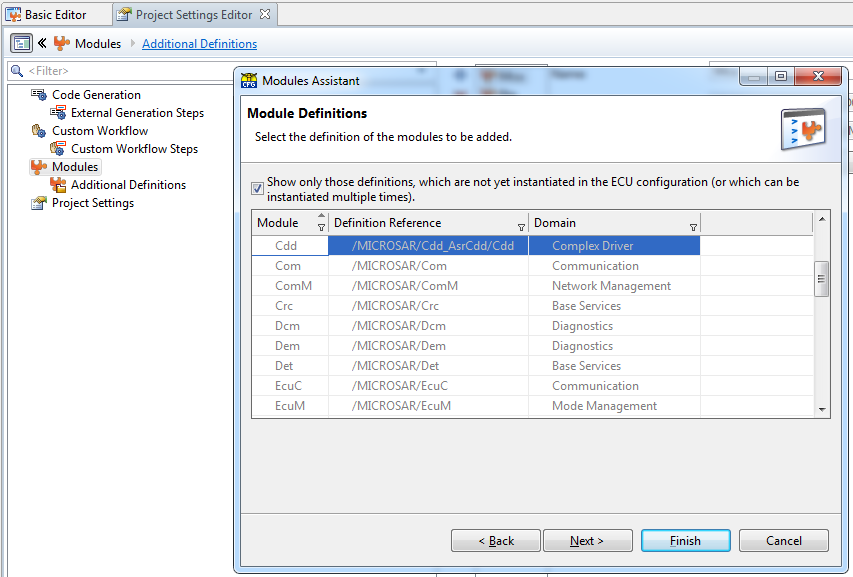 Basic Editor
Project Settings Editor
Modules
Additional Definitions
<Filter>
Code Generation
External Generation Steps
Custom Workflow
Custom Workflow Steps
Modules
Additional Definitions
Project Settings
CFG
Modules Assistant
Module Definitions
Select the definition of the modules to be added.
Show only those definitions, which are not yet instantiated in the ECU configuration (or which can be
instantiated multiple times).
Module Definition Reference Domain
Cdd /MICROSAR/Cdd_AsrCdd/Cdd Complex Driver
Com /MICROSAR/Com Communication
ComM /MICROSAR/ComM Network Management
Crc /MICROSAR/Crc Base Services
Dcm /MICROSAR/Dcm Diagnostics
Dem /MICROSAR/Dem Diagnostics
Det /MICROSAR/Det Base Services
EcuC /MICROSAR/EcuC Communication
EcuM /MICROSAR/EcuM Mode Management
< Back Next > Finish Cancel